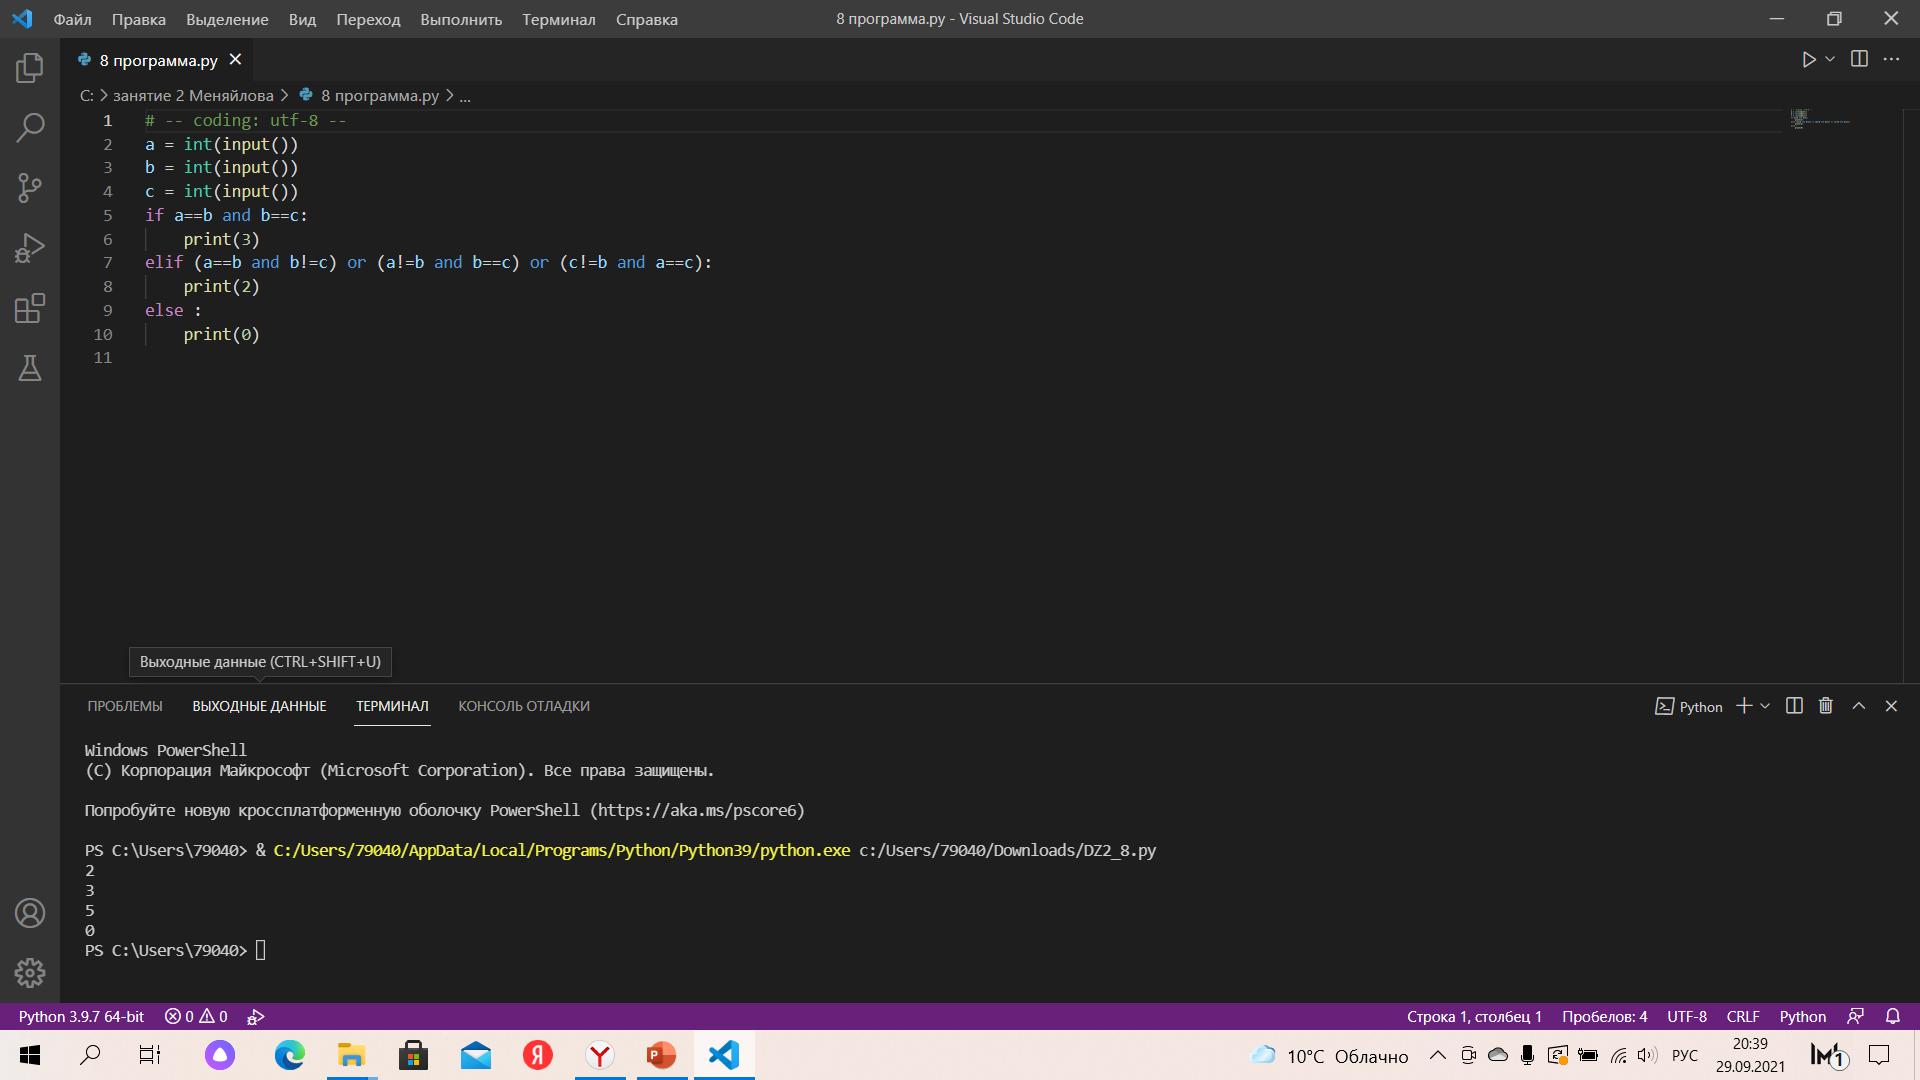 Файл Правка Выделение Вид Переход Выполнить Терминал Справка 8 программа.py - Visual Studio Code
8 программа.py
C: > занятие 2 Меняйлова > 8 программа.py > ...
1 # -- coding: utf-8 --
2 a = int(input())
3 b = int(input())
4 c = int(input())
5 if a==b and b==c:
6 print(3)
7 elif (a==b and b!=c) or (a!=b and b==c) or (c!=b and a==c):
8 print(2)
9 else :
10 print(0)
11
Выходные данные (CTRL+SHIFT+U)
ПРОБЛЕМЫ ВЫХОДНЫЕ ДАННЫЕ ТЕРМИНАЛ КОНСОЛЬ ОТЛАДКИ Python
Windows PowerShell
(C) Корпорация Майкрософт (Microsoft Corporation). Все права защищены.
Попробуйте новую кроссплатформенную оболочку PowerShell (https://aka.ms/pscore6)
PS C:\Users\79040> & C:/Users/79040/AppData/Local/Programs/Python/Python39/python.exe c:/Users/79040/Downloads/DZ2_8.py
2
3
5
0
PS C:\Users\79040>
Python 3.9.7 64-bit 0 0 Строка 1, столбец 1 Пробелов: 4 UTF-8 CRLF Python
10°C Облачно РУС 20:39
29.09.2021
1